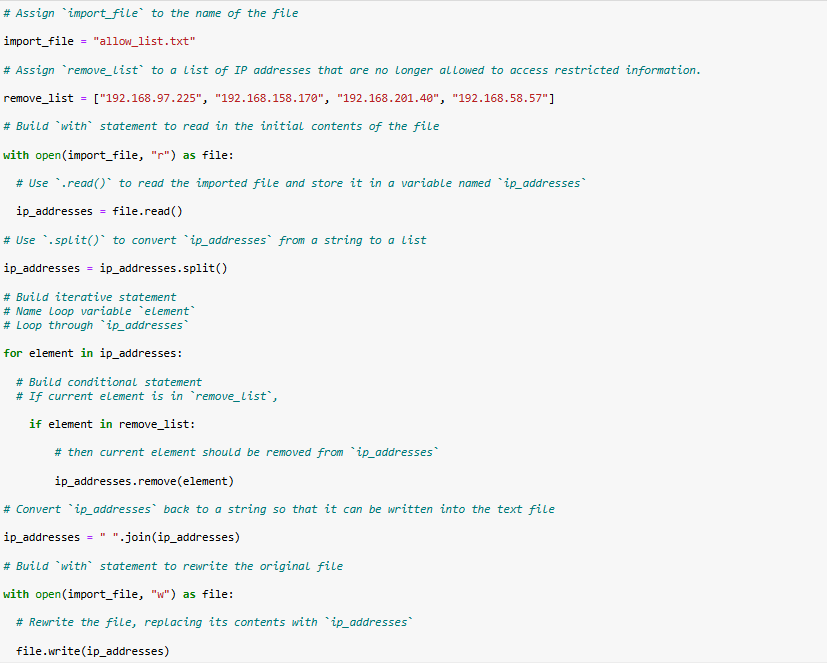 # Assign `import_file` to the name of the file
import_file = "allow_list.txt"
# Assign `remove_list` to a list of IP addresses that are no longer allowed to access restricted information.
remove_list = ["192.168.97.225", "192.168.158.170", "192.168.201.40", "192.168.58.57"]
# Build `with` statement to read in the initial contents of the file
with open(import_file, "r") as file:
  # Use `.read()` to read the imported file and store it in a variable named `ip_addresses`
  ip_addresses = file.read()
# Use `.split()` to convert `ip_addresses` from a string to a list
ip_addresses = ip_addresses.split()
# Build iterative statement
# Name loop variable `element`
# Loop through `ip_addresses`
for element in ip_addresses:
  # Build conditional statement
  # If current element is in `remove_list`,
    if element in remove_list:
        # then current element should be removed from `ip_addresses`
        ip_addresses.remove(element)
# Convert `ip_addresses` back to a string so that it can be written into the text file
ip_addresses = " ".join(ip_addresses)
# Build `with` statement to rewrite the original file
with open(import_file, "w") as file:
  # Rewrite the file, replacing its contents with `ip_addresses`
  file.write(ip_addresses)